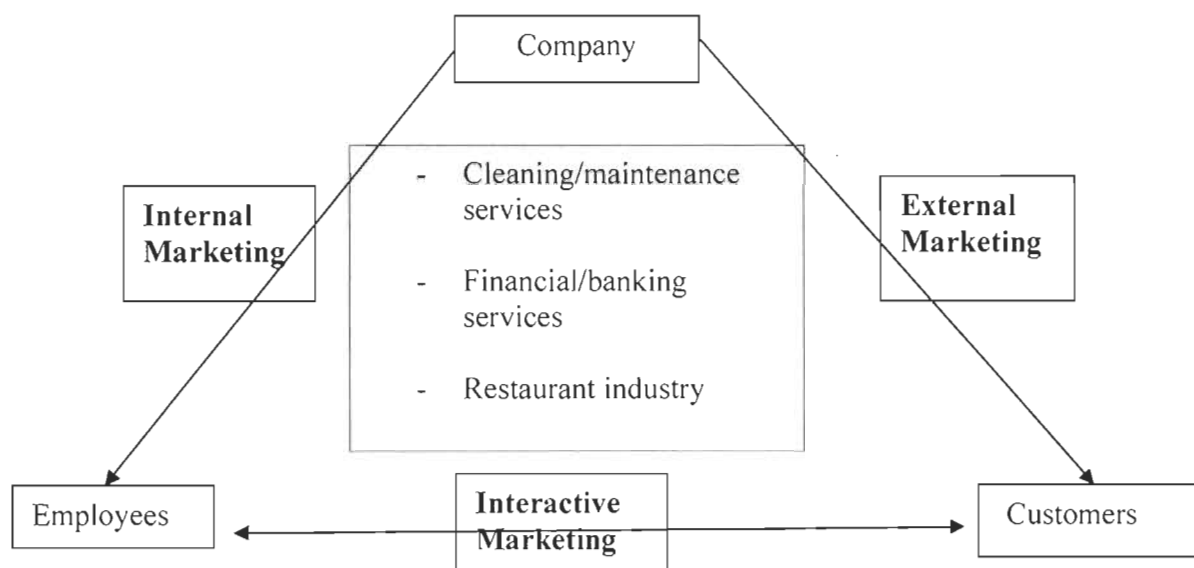 Company
- Cleaning/maintenance
services
Internal
Marketing
External
Marketing
- Financial/banking
services
- Restaurant industry
Employees
Interactive
Marketing
Customers